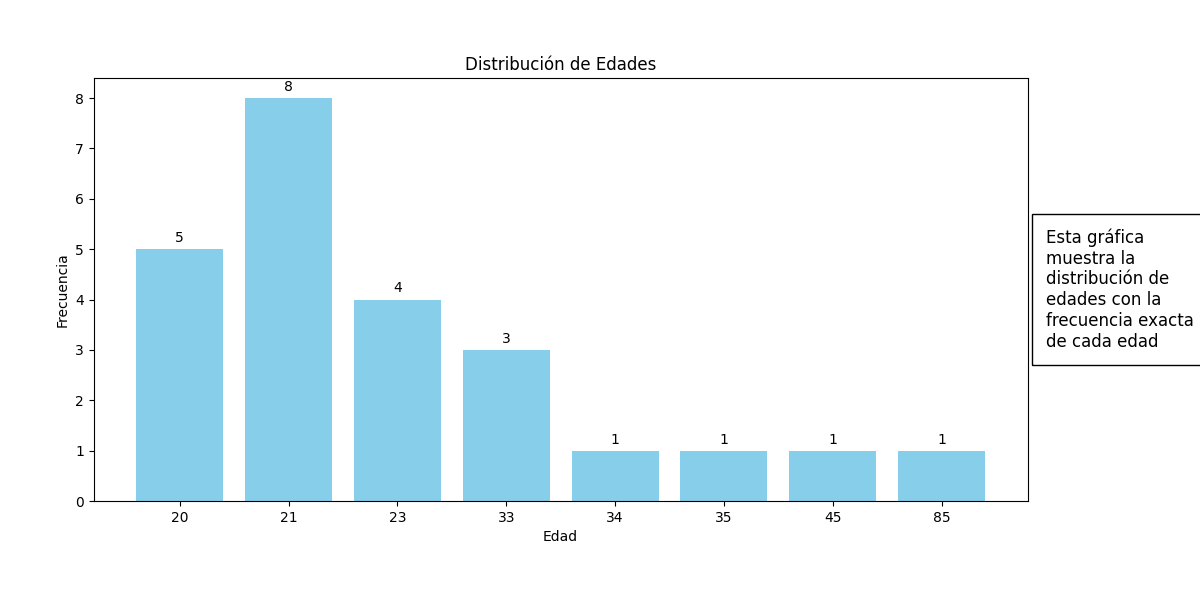 Distribución de Edades
8
7
6
5
4
3
2
1
0
Frecuencia
5
8
4
3
1
1
1
1
20
21
23
33
34
35
45
85
Edad
Esta gráfica
muestra la
distribución de
edades con la
frecuencia exacta
de cada edad